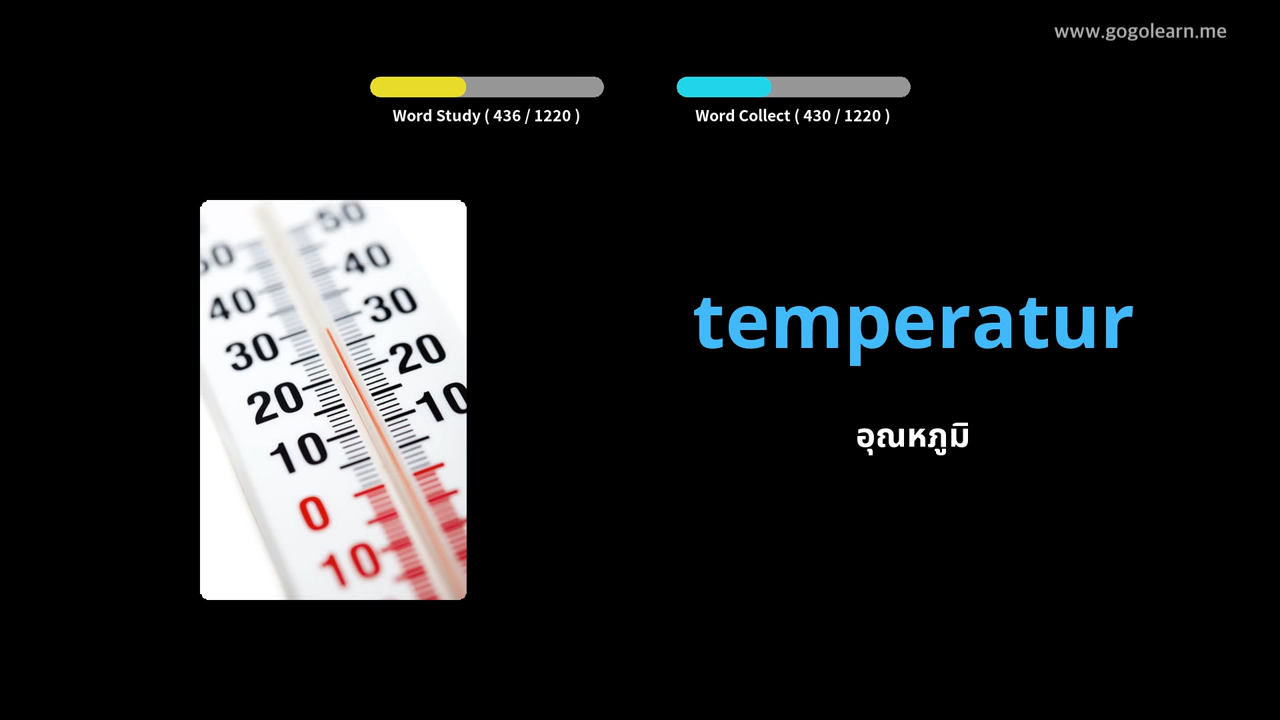 www.gogolearn.me
Word Study ( 436 / 1220 )
Word Collect ( 430 / 1220 )
50
40
40
30
30
20
20
10
10
0
10
temperatur
อุณหภูมิ